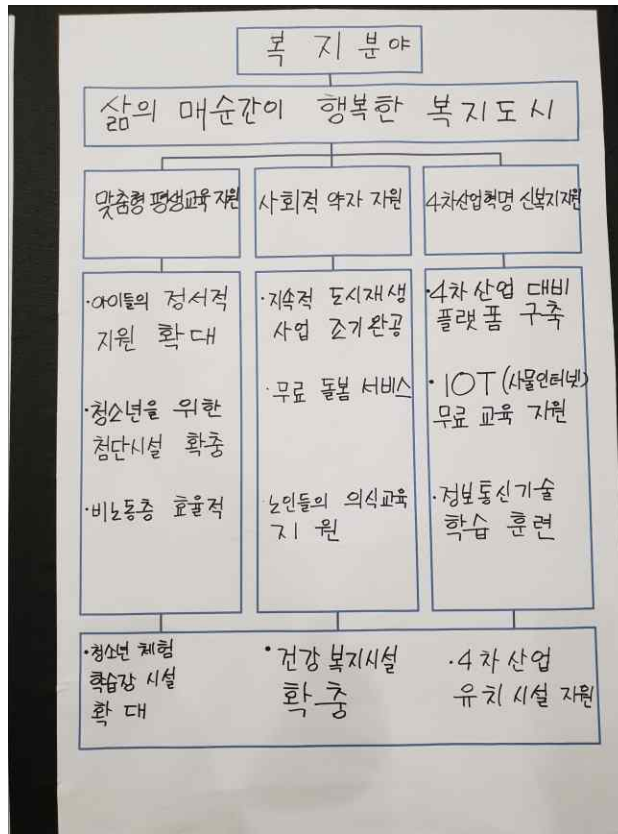 복 지 분야
삶의 매순간이 행복한 복지도시
맞춤형 평생교육 자원
사회적 약자 자원
4차산업혁명 신복지자원
·아이들의 정서적
지원 확대
·청소년을 위한
첨단시설 확충
·비노동층 효율적
·지속적 도시재생
사업 조기완공
·무료 돌봄 서비스
노인들의 의식교육
지 원
·4차 산업 대비
플랫폼 구축
·IOT (사물인터넷)
무료 교육 자원
·정보통신기술
학습 훈련
·청소년 체험
학습장 시설
확 대
·건강 복지시설
확 충
·4차산업
유치시설 자원